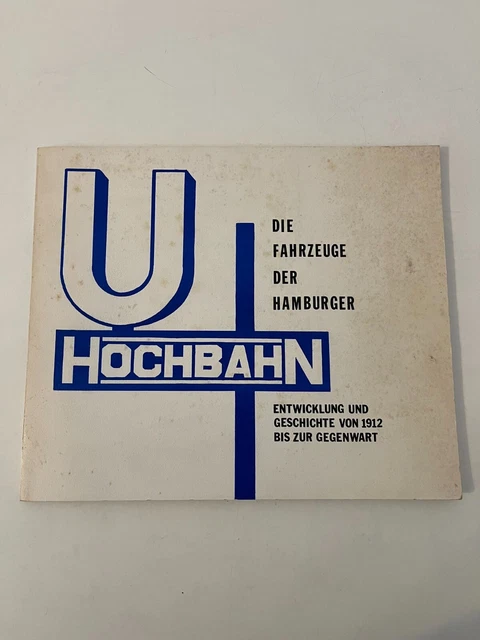 U
DIE
FAHRZEUGE
DER
HAMBURGER
HOCHBAHN
ENTWICKLUNG UND
GESCHICHTE VON 1912
BIS ZUR GEGENWART